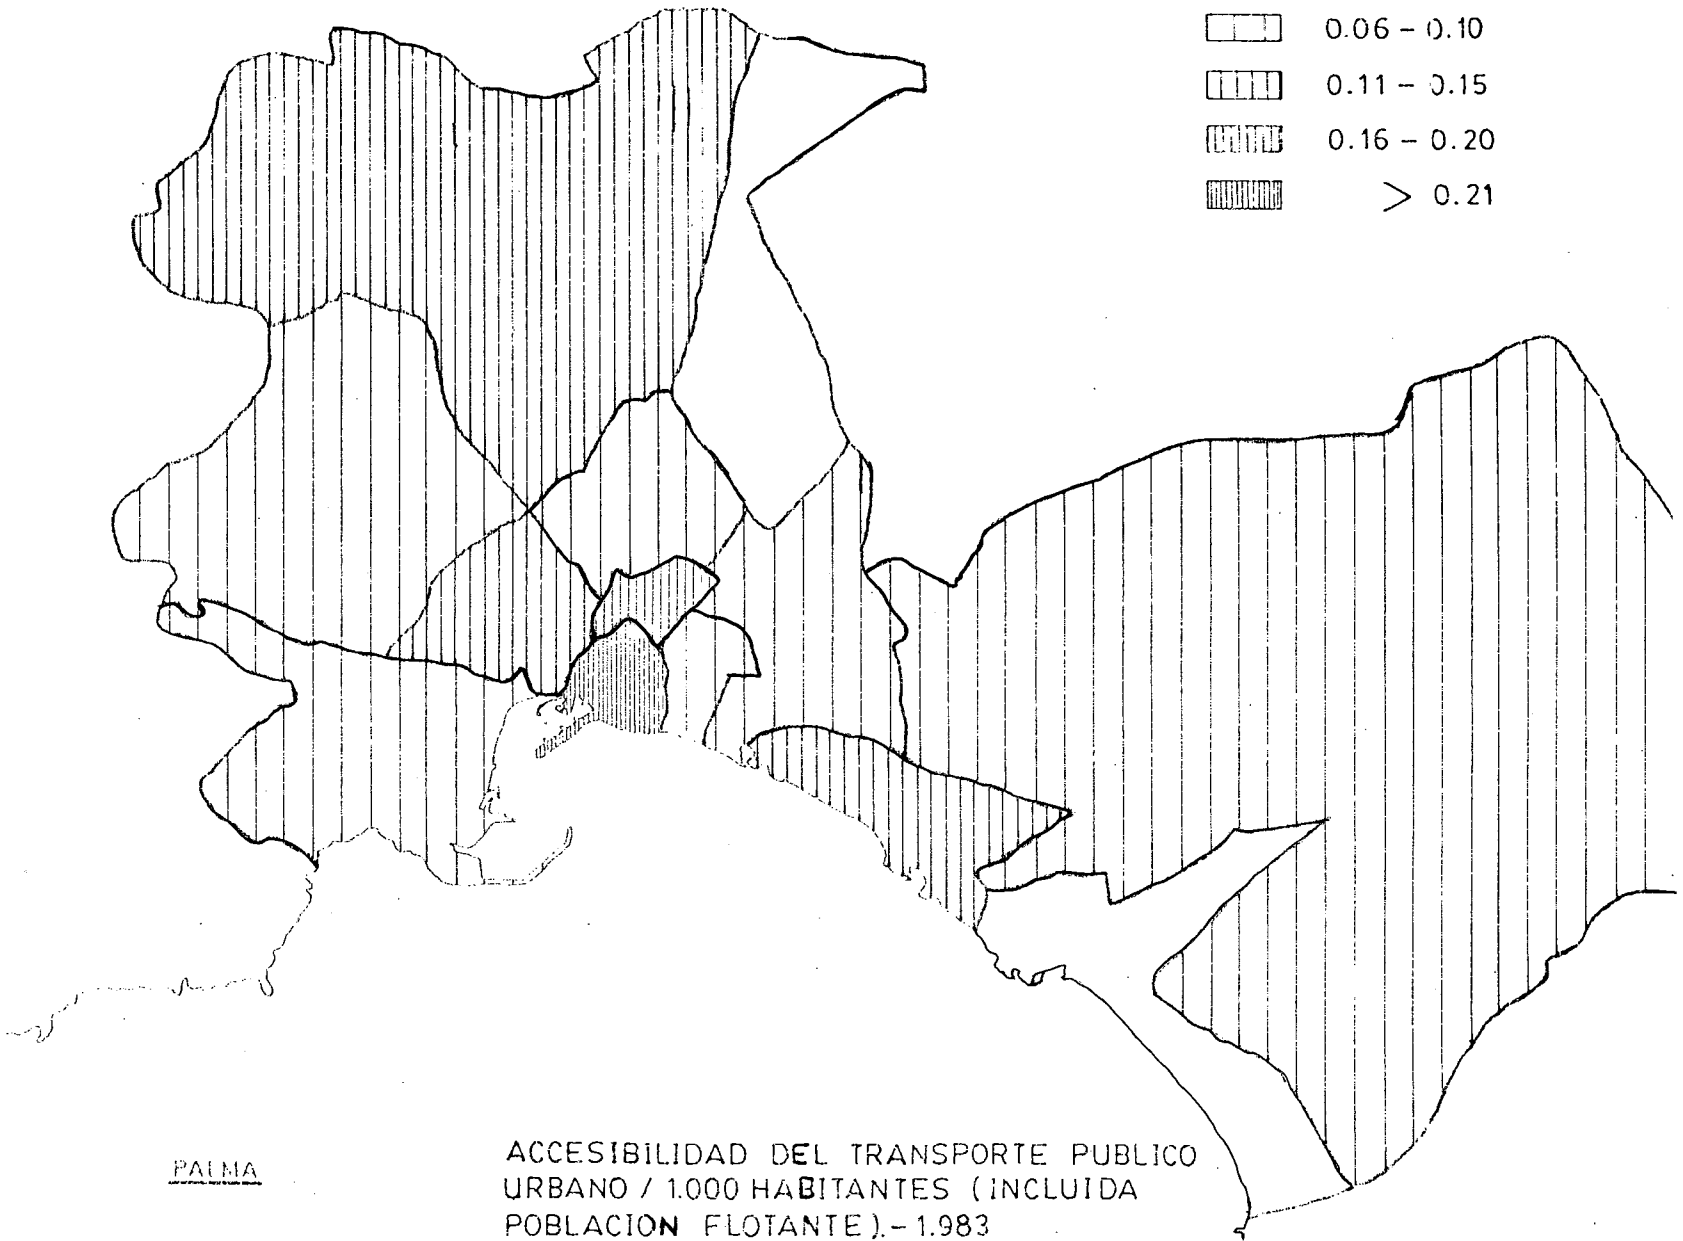 0.06 - 0.10
0.11 - 0.15
0.16 - 0.20
> 0.21
PALMA
ACCESIBILIDAD DEL TRANSPORTE PUBLICO
URBANO / 1.000 HABITANTES (INCLUIDA
POBLACION FLOTANTE).- 1.983